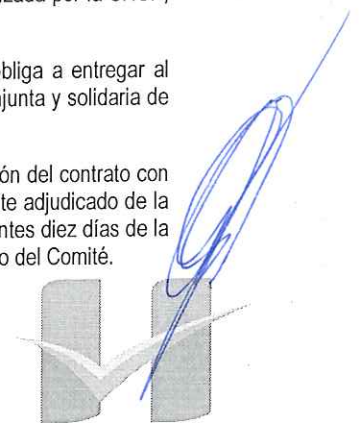 bliga a entregar al
junta y solidaria de
ón del contrato con
te adjudicado de la
ntes diez días de la
o del Comité.